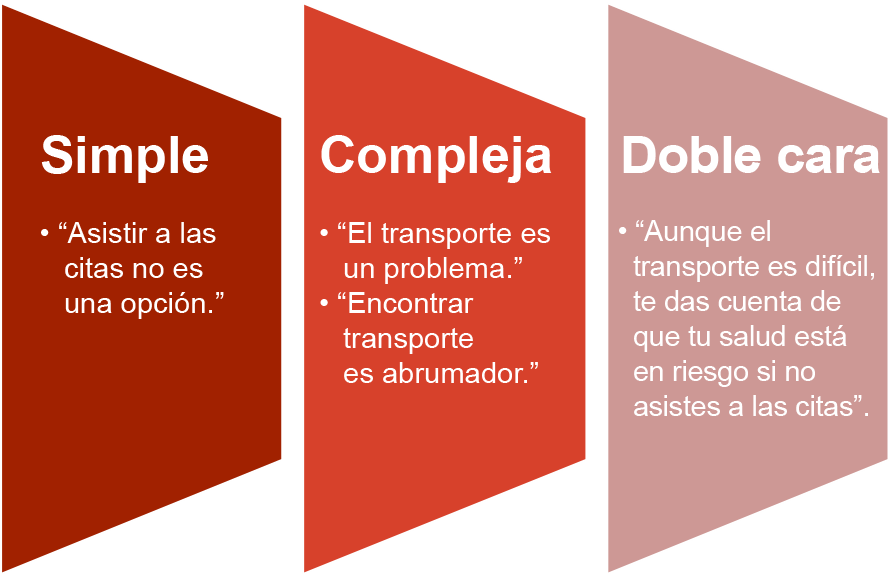 Simple
• “Asistir a las
citas no es
una opción.”
Compleja
• “El transporte es
un problema.”
• “Encontrar
transporte
es abrumador.”
Doble cara
• “Aunque el
transporte es difícil,
te das cuenta de
que tu salud está
en riesgo si no
asistes a las citas”.